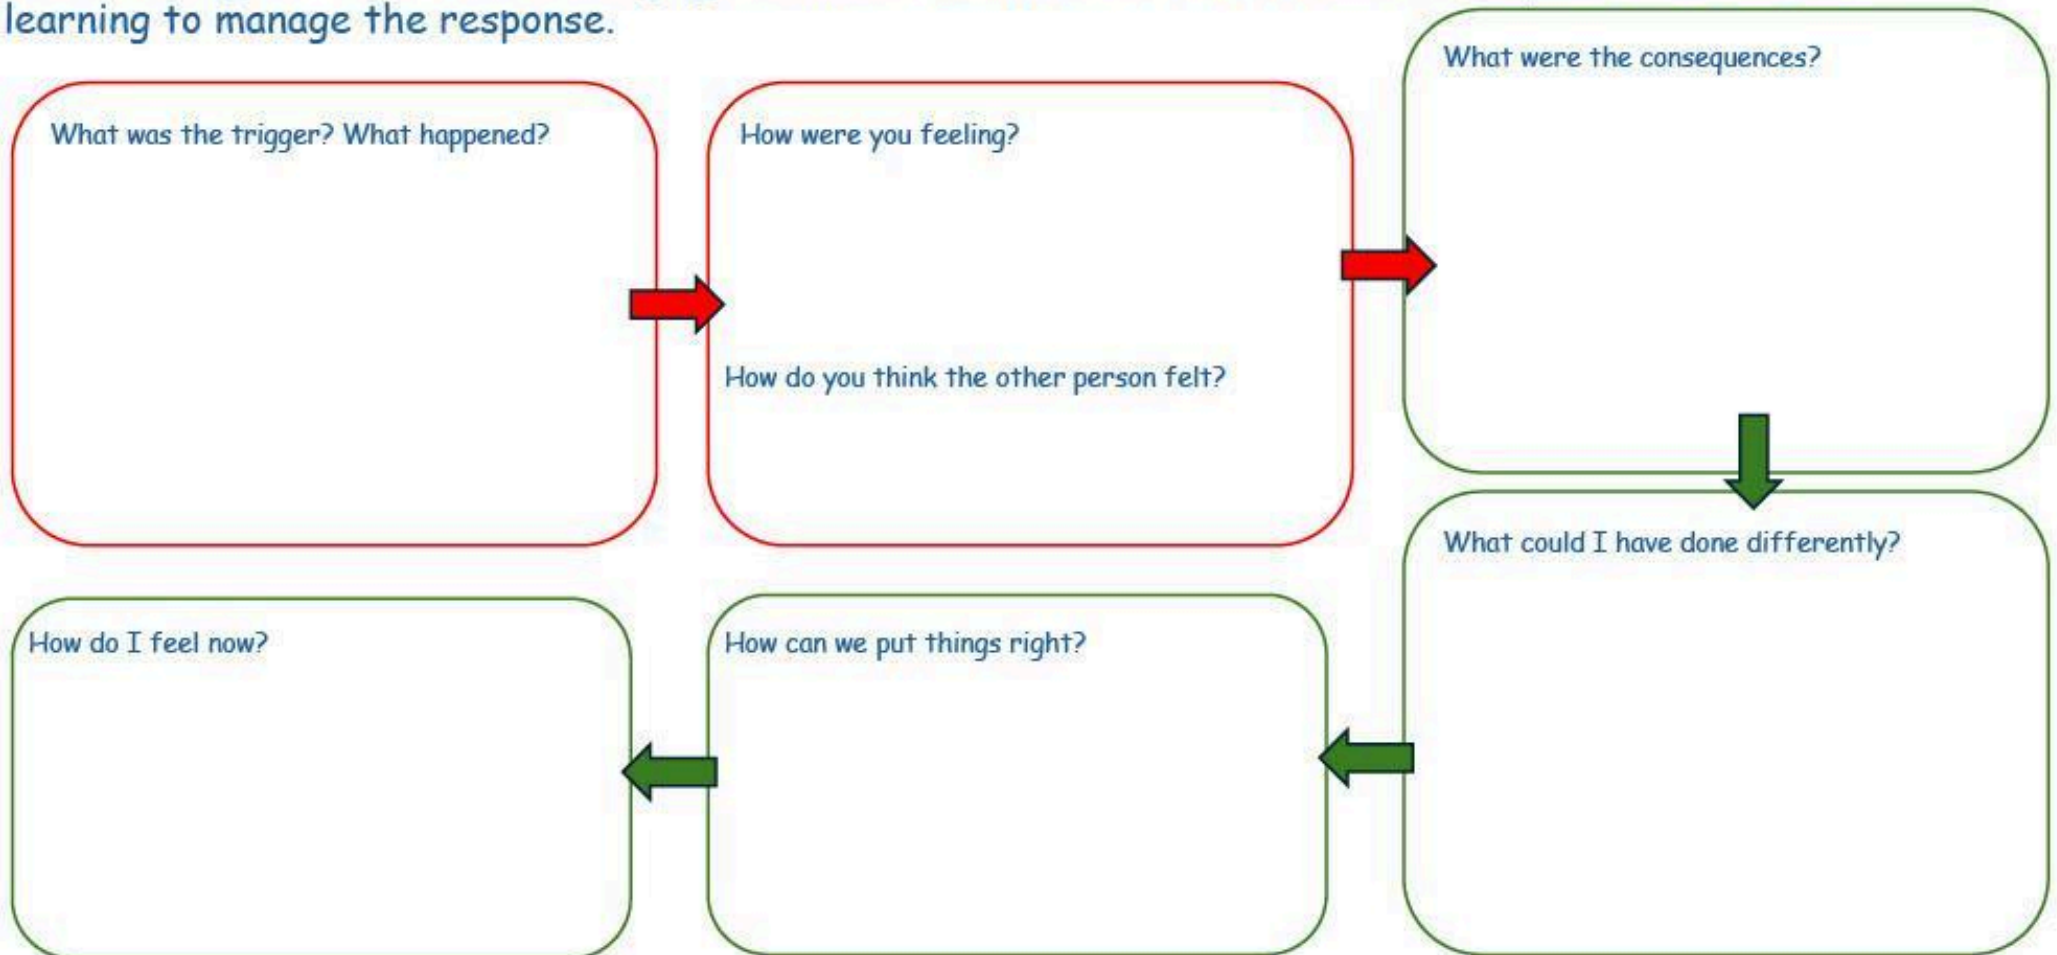 learning to manage the response.
What was the trigger? What happened?
How were you feeling?
How do you think the other person felt?
What were the consequences?
What could I have done differently?
How can we put things right?
How do I feel now?